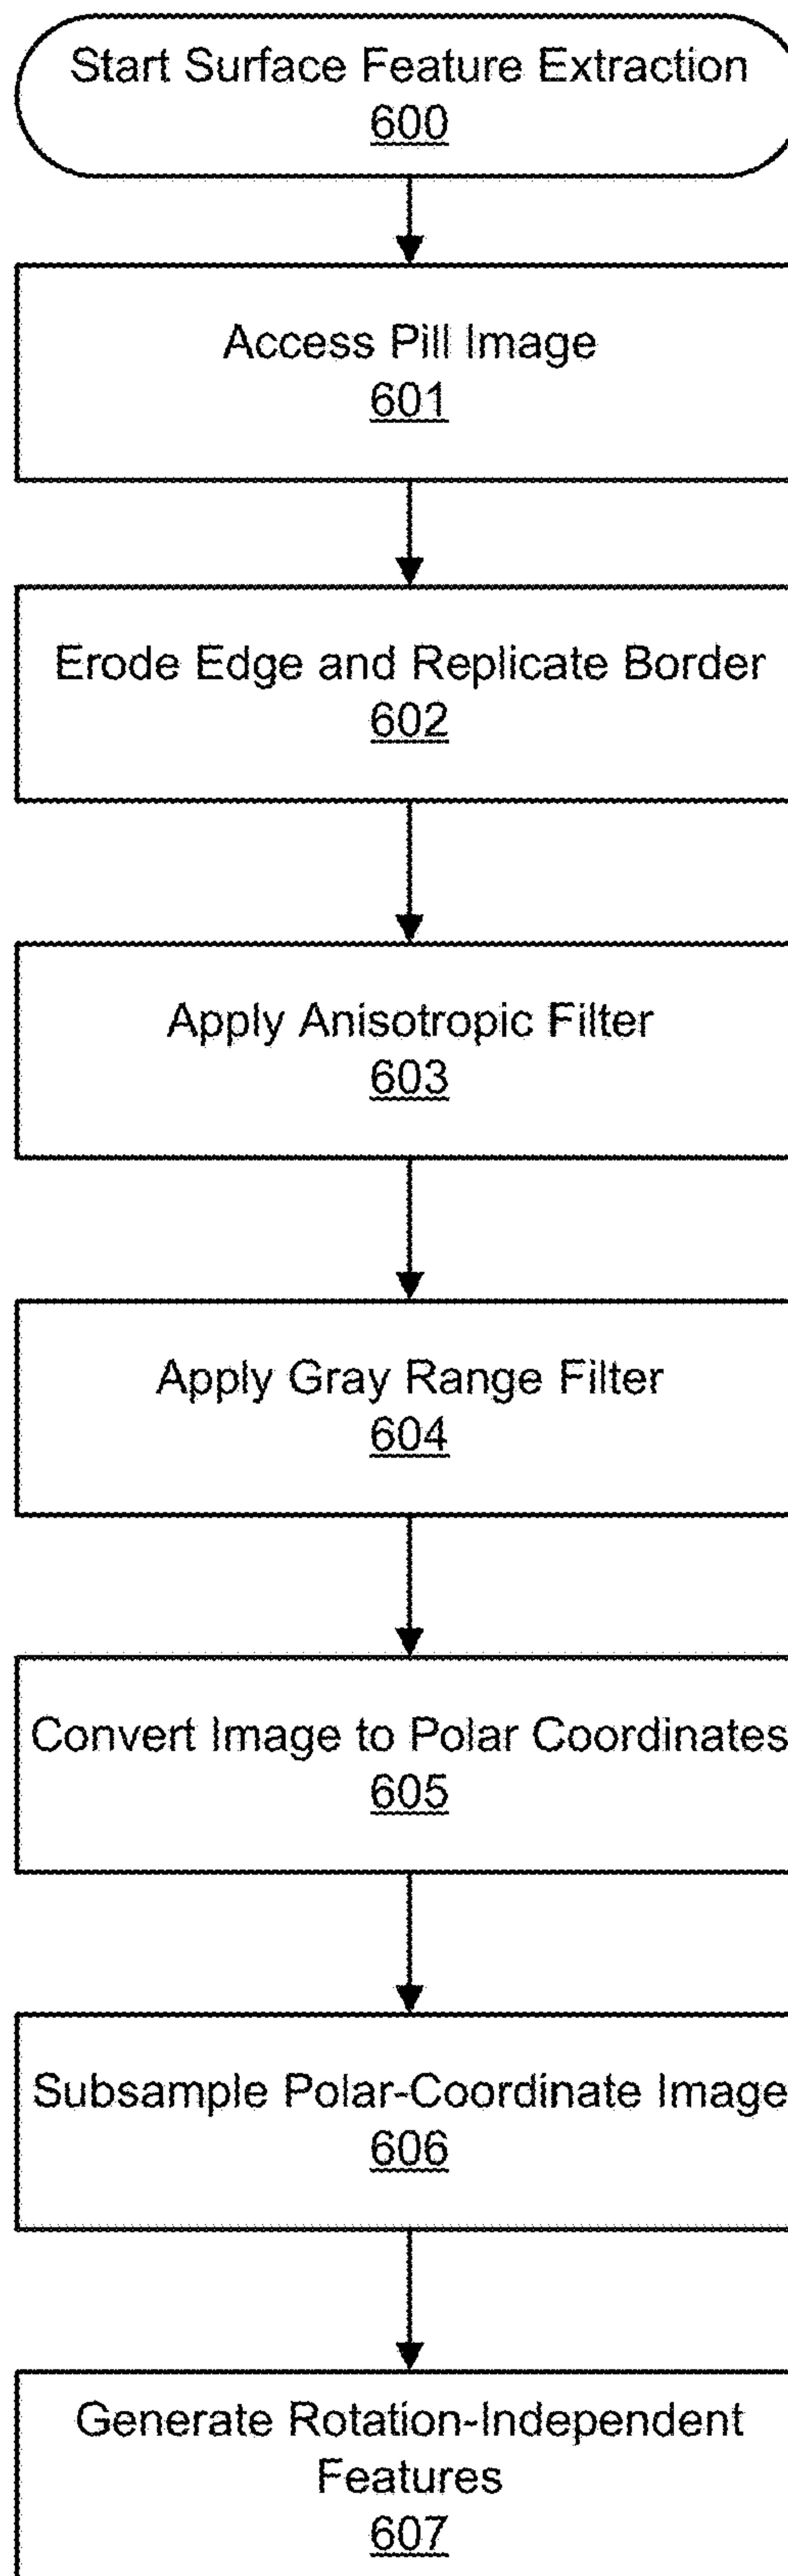 Start Surface Feature Extraction
600
Access Pill Image
601
Erode Edge and Replicate Border
602
Apply Anisotropic Filter
603
Apply Gray Range Filter
604
Convert Image to Polar Coordinates
605
Subsample Polar-Coordinate Image
606
Generate Rotation-Independent
Features
607